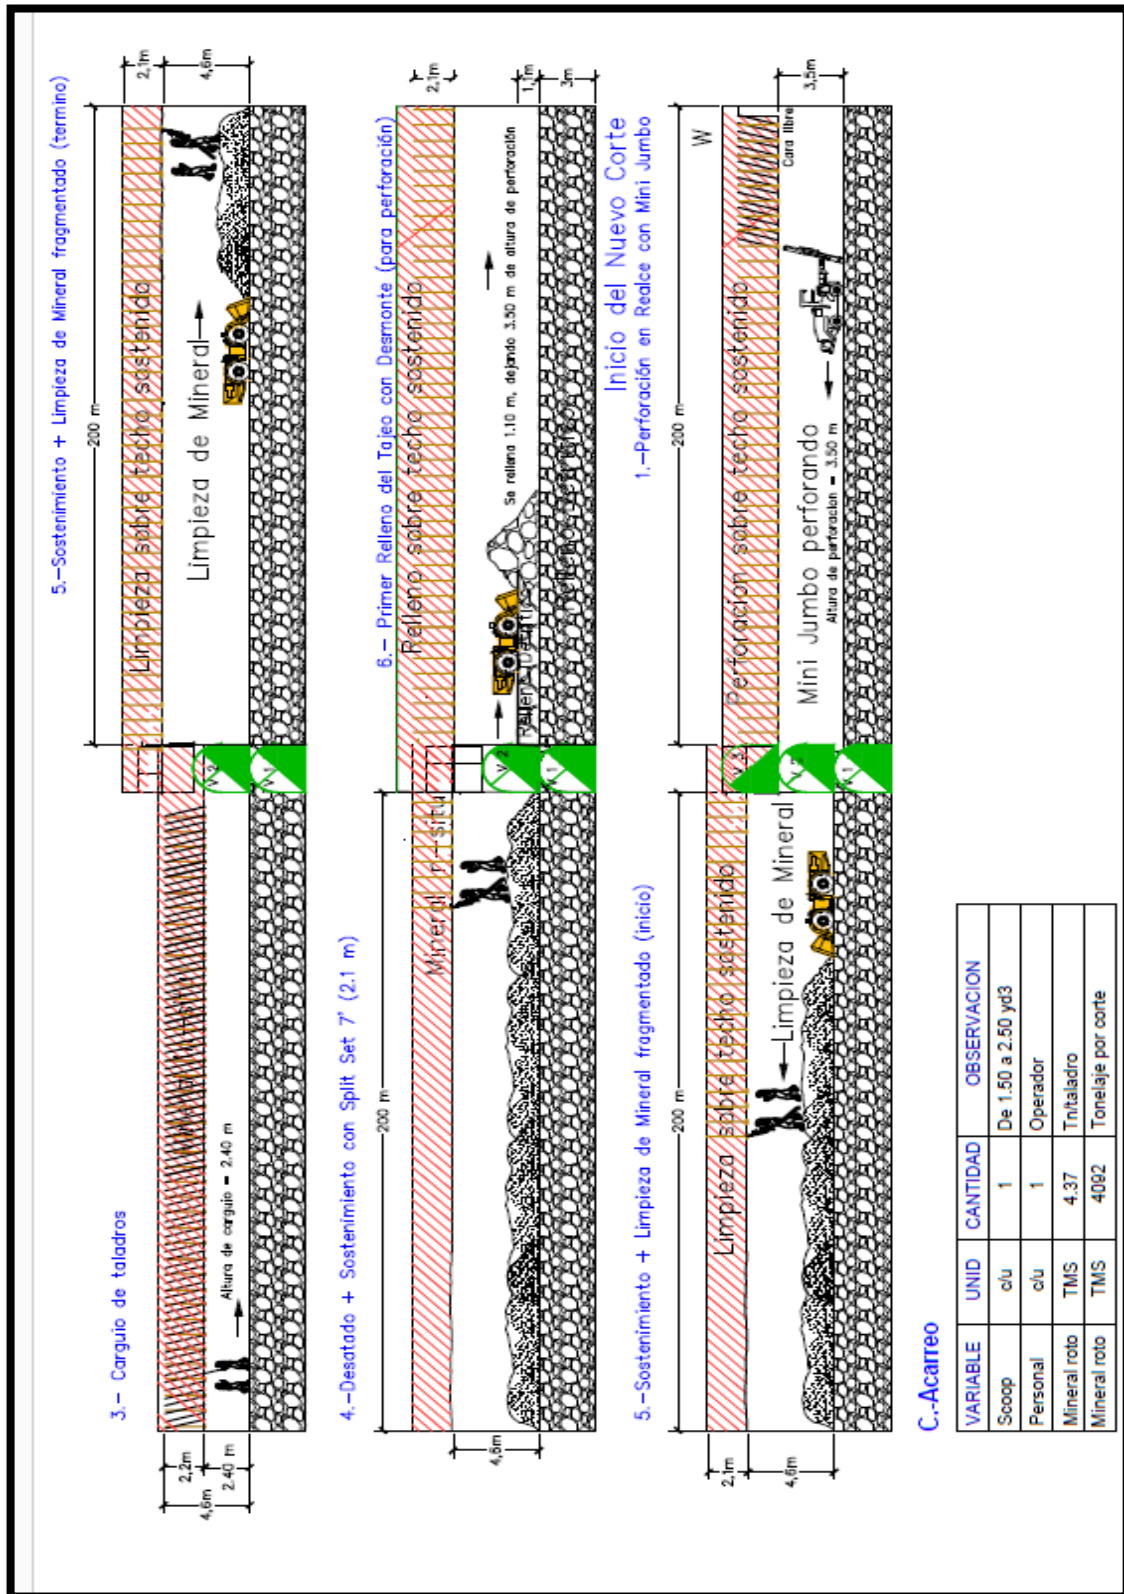 3.- Carguio de taladros
2,2m
2.40 m
4,6m
Altura de carguio = 2.40 m
V.2
V.1
5.-Sostenimiento + Limpieza de Mineral fragmentado (termino)
200 m
2,1m
4,6m
Limpieza sobre techo sostenido
Limpieza de Mineral
4.-Desatado + Sostenimiento con Split Set 7' (2.1 m)
200 m
4,6m
Mineral in-situ
V.2
V.1
6.- Primer Relleno del Tajeo con Desmonte (para perforación)
2,1m
1,1m
3m
Relleno sobre techo sostenido
Se rellena 1.10 m, dejando 3.50 m de altura de perforación
5.-Sostenimiento + Limpieza de Mineral fragmentado (inicio)
200 m
2,1m
4,6m
Limpieza sobre techo sostenido
Limpieza de Mineral
V.3
V.2
V.1
Inicio del Nuevo Corte
1.-Perforación en Realce con Mini Jumbo
200 m
W
3,5m
Perforacion sobre techo sostenido
Cara libre
Mini Jumbo perforando
Altura de perforacion = 3.50 m
C.-Acarreo
VARIABLE UNID CANTIDAD OBSERVACION
Scoop c/u 1 De 1.50 a 2.50 yd3
Personal c/u 1 Operador
Mineral roto TMS 4.37 Tn/taladro
Mineral roto TMS 4092 Tonelaje por corte